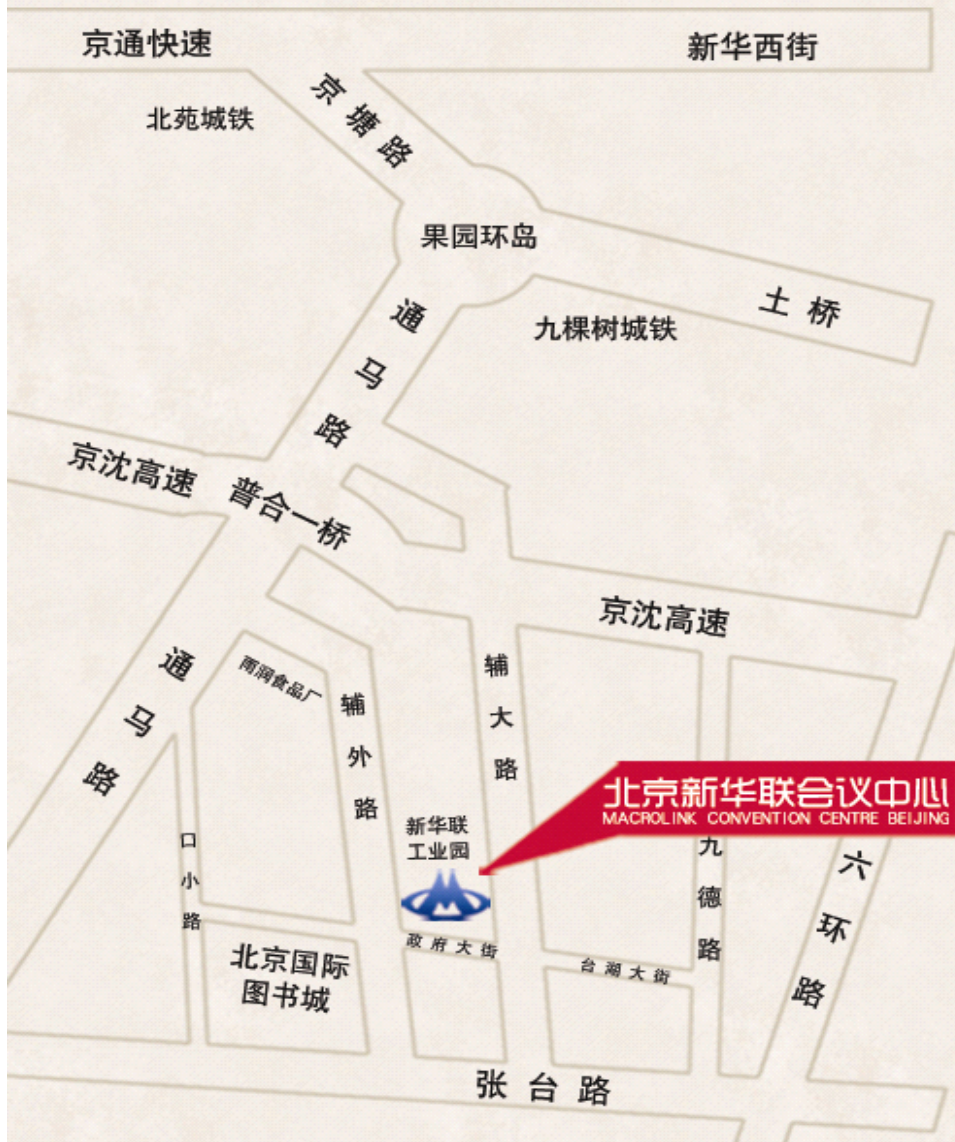 京通快速
新华西街
京塘路
北苑城铁
果园环岛
土桥
通马路
九棵树城铁
京沈高速
普合一桥
京沈高速
通马路
雨润食品厂
辅外路
辅大路
北京新华联会议中心
MACROLINK CONVENTION CENTRE BEIJING
新华联
工业园
口小路
九德路
六环路
政府大街
台湖大街
北京国际
图书城
张台路